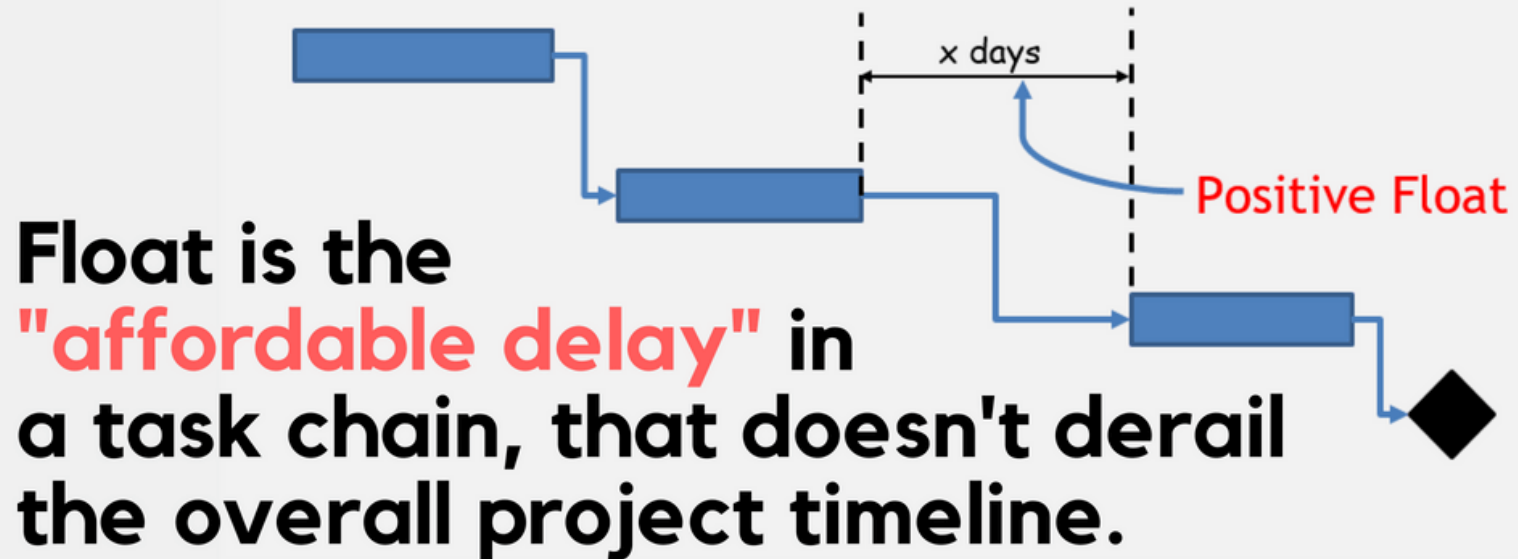 x days
Positive Float
Float is the
"affordable delay" in
a task chain, that doesn't derail
the overall project timeline.